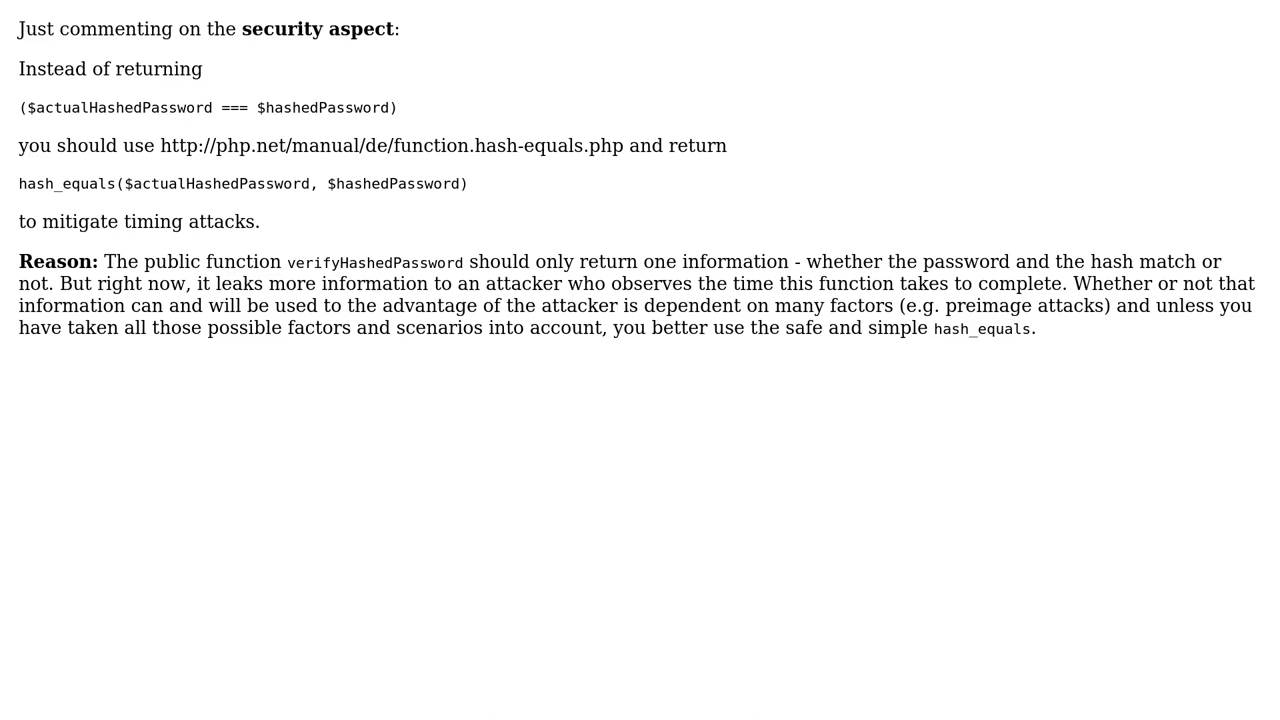 Just commenting on the security aspect:
Instead of returning
($actualHashedPassword === $hashedPassword)
you should use http://php.net/manual/de/function.hash-equals.php and return
hash_equals($actualHashedPassword, $hashedPassword)
to mitigate timing attacks.
Reason: The public function verifyHashedPassword should only return one information - whether the password and the hash match or
not. But right now, it leaks more information to an attacker who observes the time this function takes to complete. Whether or not that
information can and will be used to the advantage of the attacker is dependent on many factors (e.g. preimage attacks) and unless you
have taken all those possible factors and scenarios into account, you better use the safe and simple hash_equals.